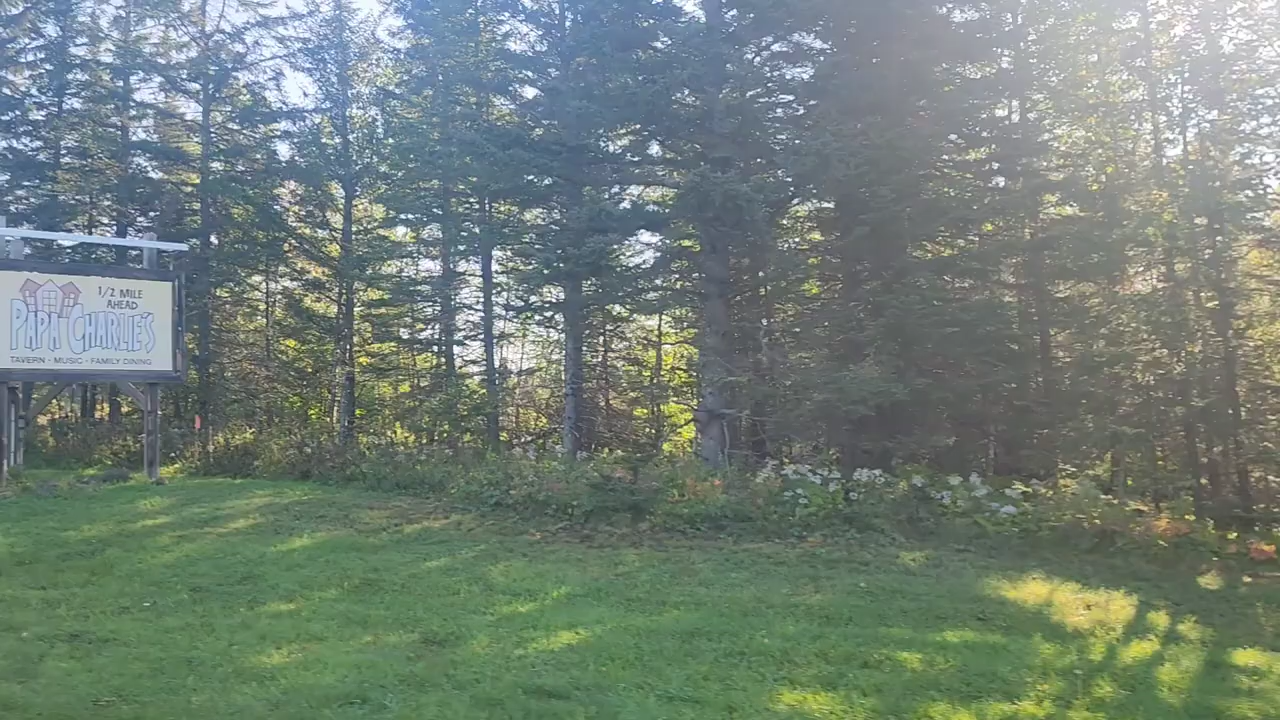 1/2 MILE
AHEAD
PAPA CHARLIE'S
TAVERN · MUSIC · FAMILY DINING